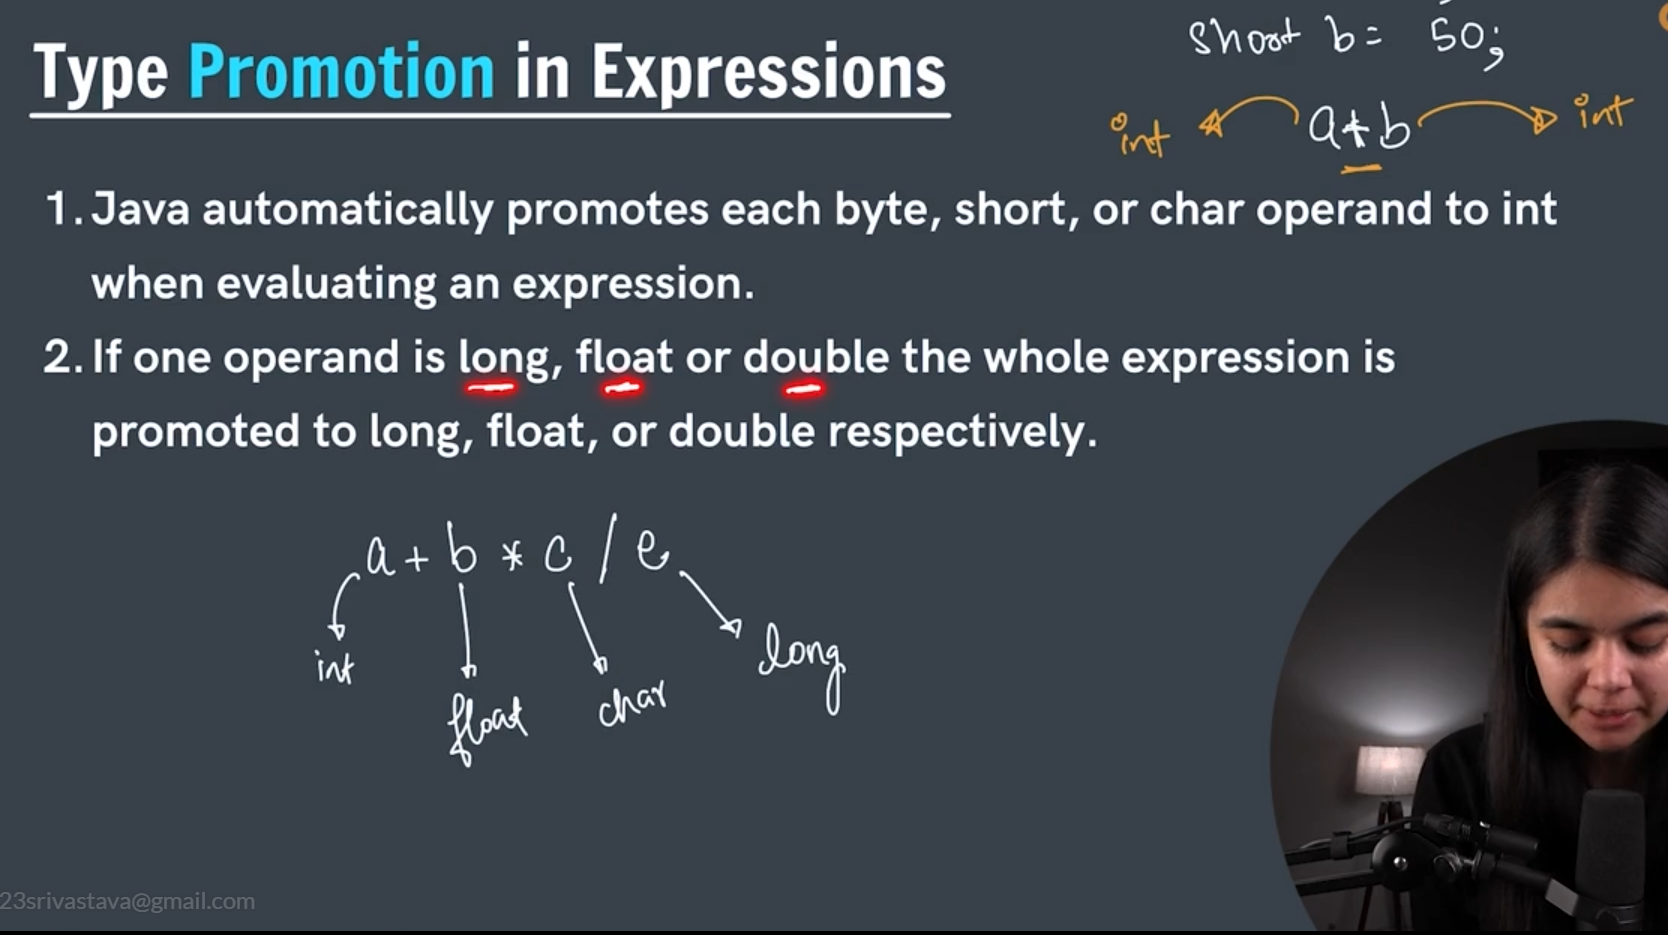 Type Promotion in Expressions
short b = 50;
int a+b int
1. Java automatically promotes each byte, short, or char operand to int
when evaluating an expression.
2. If one operand is long, float or double the whole expression is
promoted to long, float, or double respectively.
a + b * c / e
int float char long
23srivastava@gmail.com